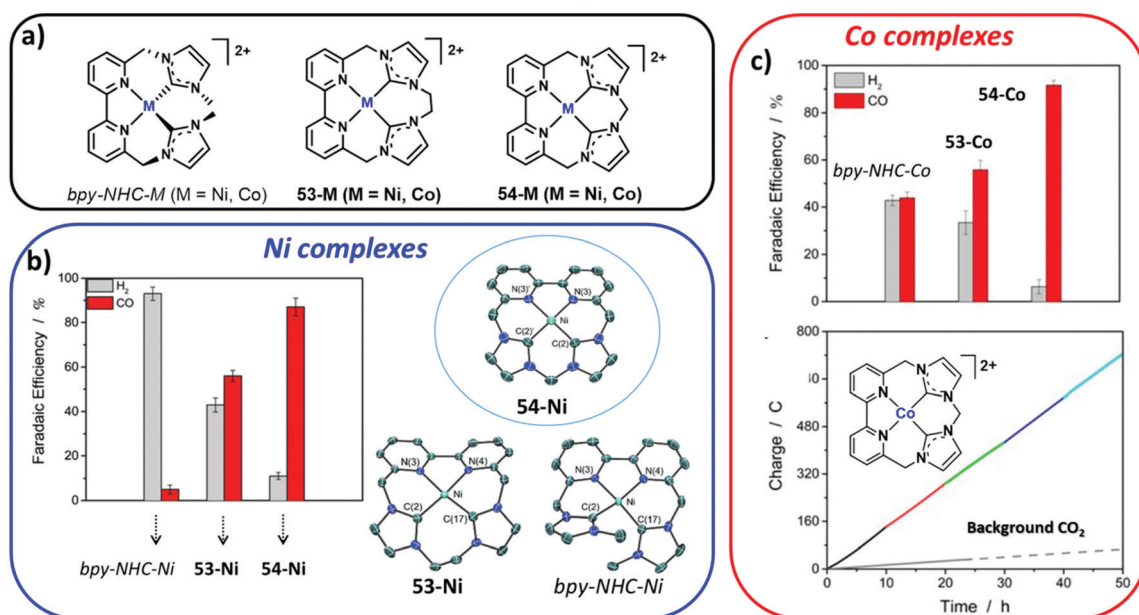 a)
2+
N
N
M
N
N
bpy-NHC-M (M = Ni, Co)
2+
N
N
M
N
N
53-M (M = Ni, Co)
2+
N
N
M
N
N
54-M (M = Ni, Co)
Ni complexes
b)
Faradaic Efficiency / %
100
80
60
40
20
0
H₂
CO
bpy-NHC-Ni
53-Ni
54-Ni
N(3)'
N(3)
Ni
C(2)'
C(2)
54-Ni
N(3)
N(4)
Ni
C(2)
C(17)
53-Ni
N(3)
N(4)
Ni
C(2)
C(17)
bpy-NHC-Ni
Co complexes
c)
Faradaic Efficiency / %
100
80
60
40
20
0
H₂
CO
bpy-NHC-Co
53-Co
54-Co
Charge / C
800
480
320
160
0
2+
N
N
Co
N
N
Background CO₂
0
10
20
30
40
50
Time / h